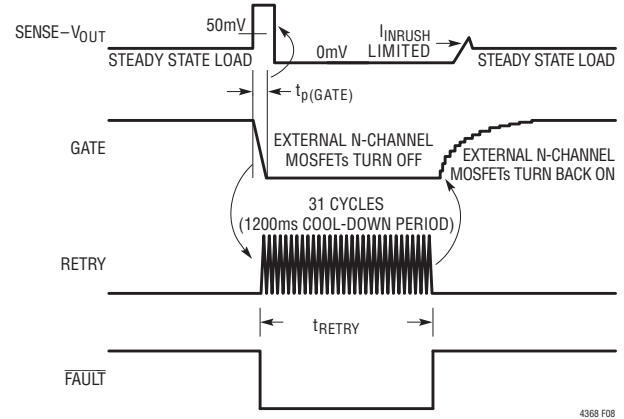 SENSE–VOUT
50mV
STEADY STATE LOAD
0mV
IINRUSH
LIMITED
STEADY STATE LOAD
tp(GATE)
GATE
EXTERNAL N-CHANNEL
MOSFETs TURN OFF
EXTERNAL N-CHANNEL
MOSFETs TURN BACK ON
31 CYCLES
(1200ms COOL-DOWN PERIOD)
RETRY
tRETRY
FAULT
4368 F08